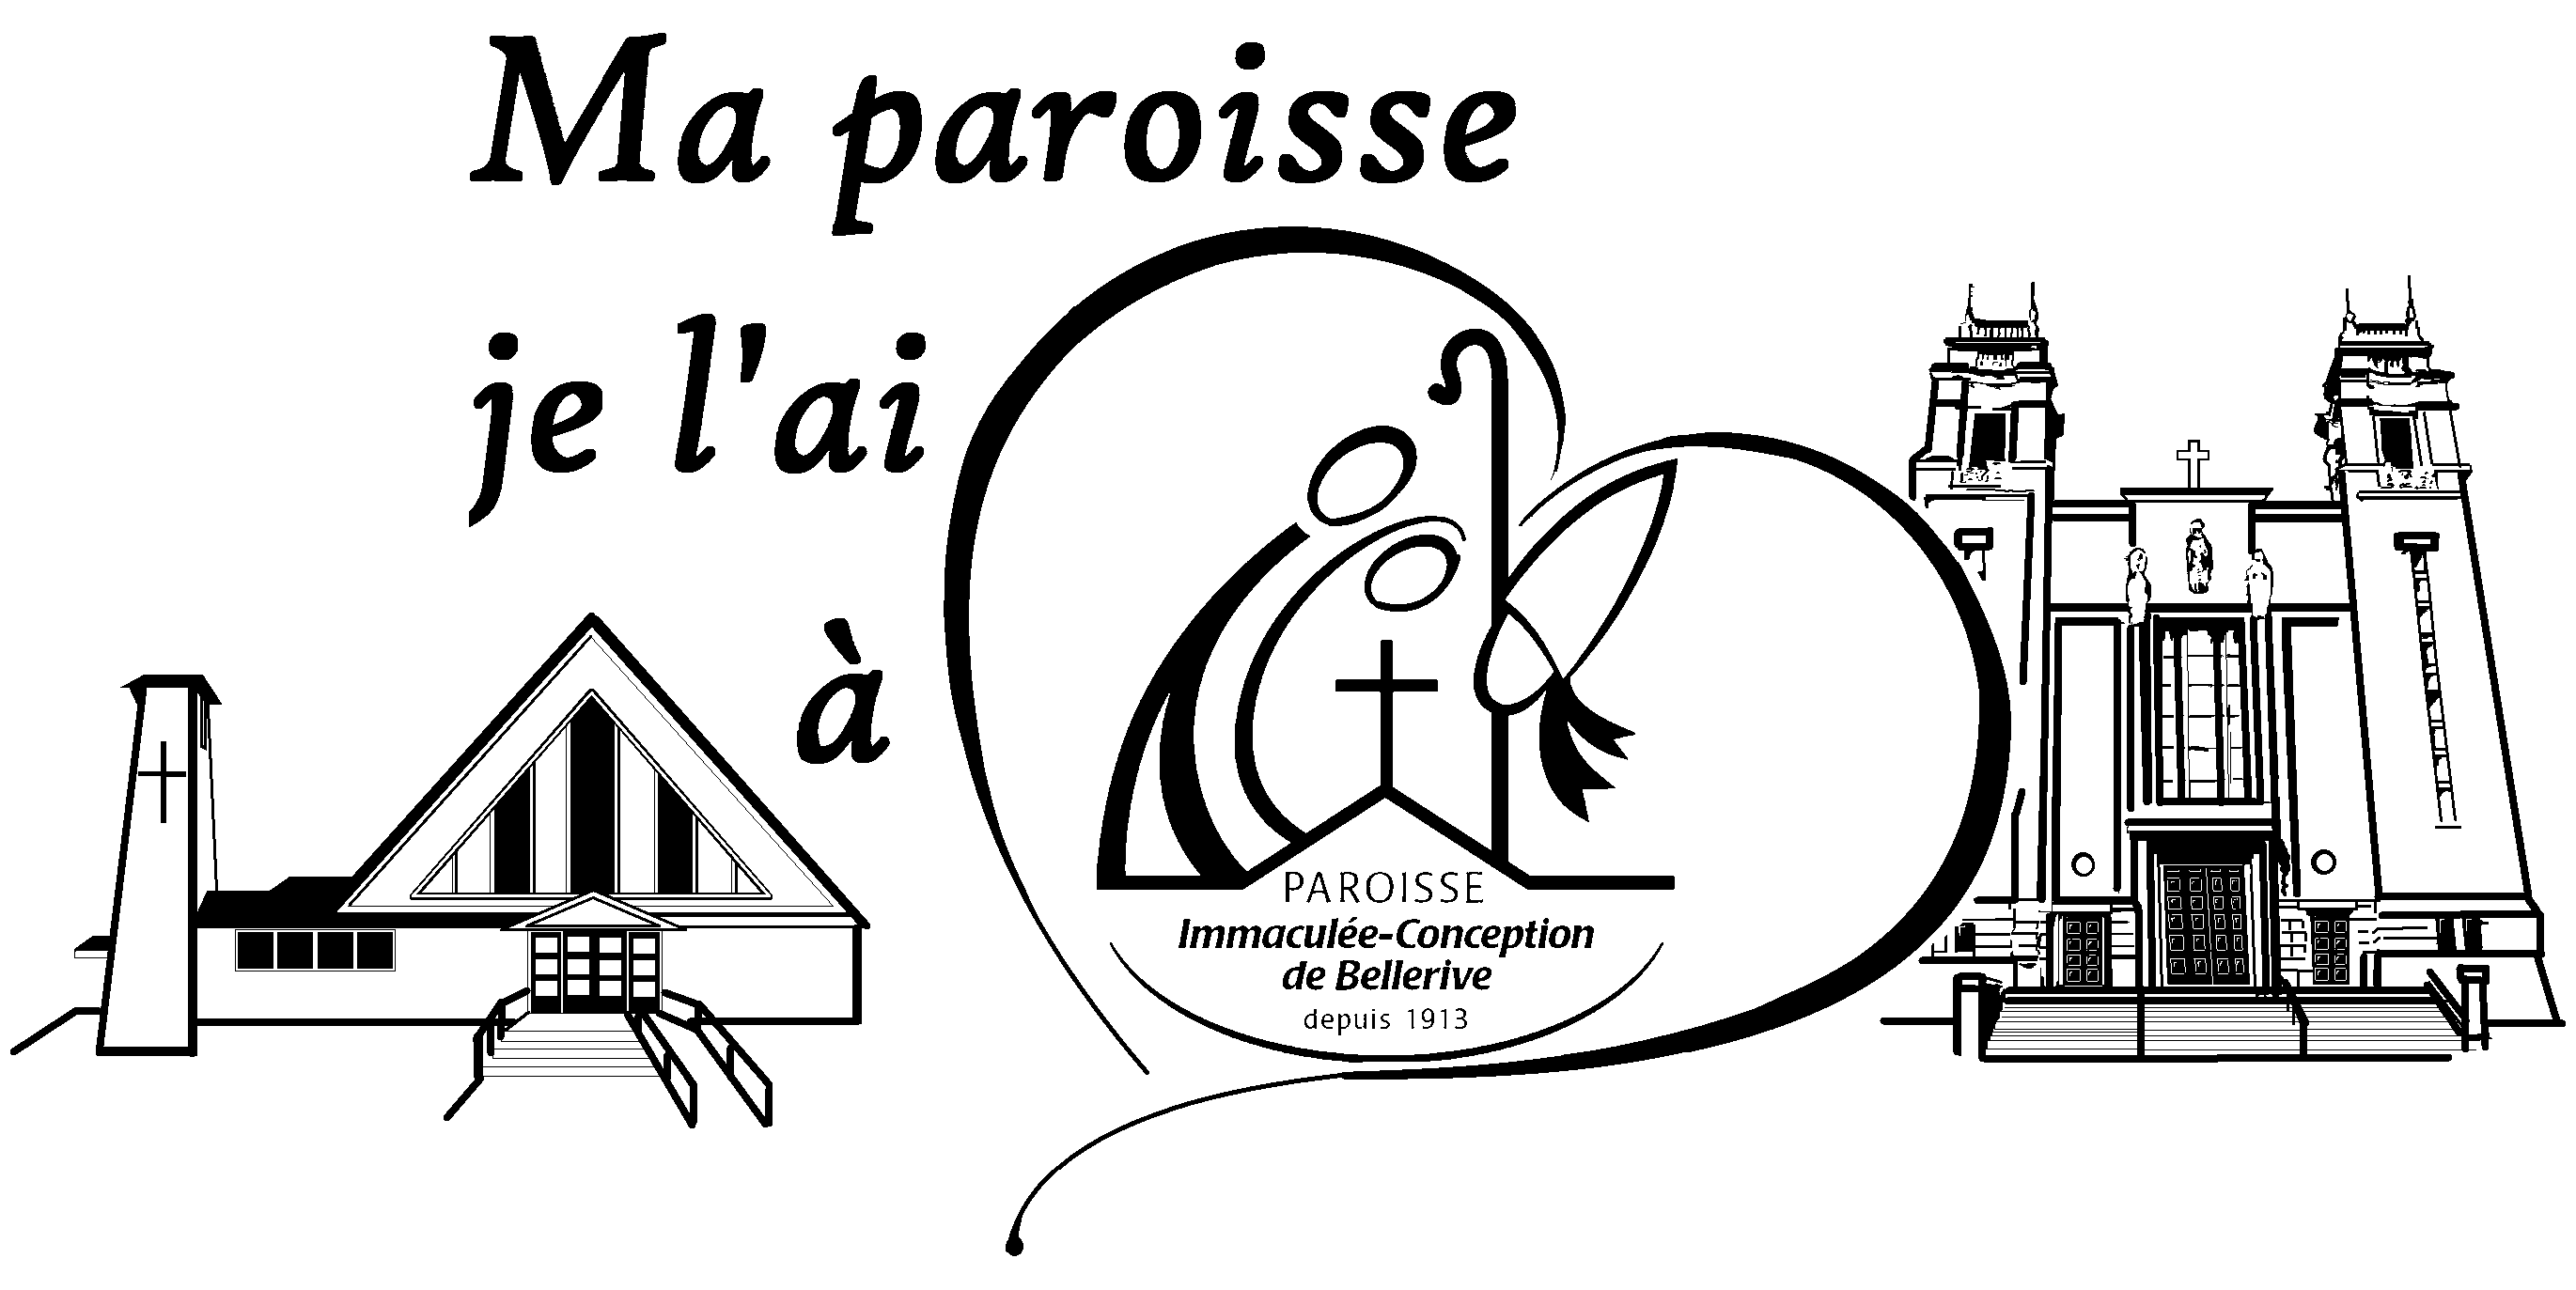 Ma paroisse
je l'ai
à
PAROISSE
Immaculée-Conception
de Bellerive
depuis 1913